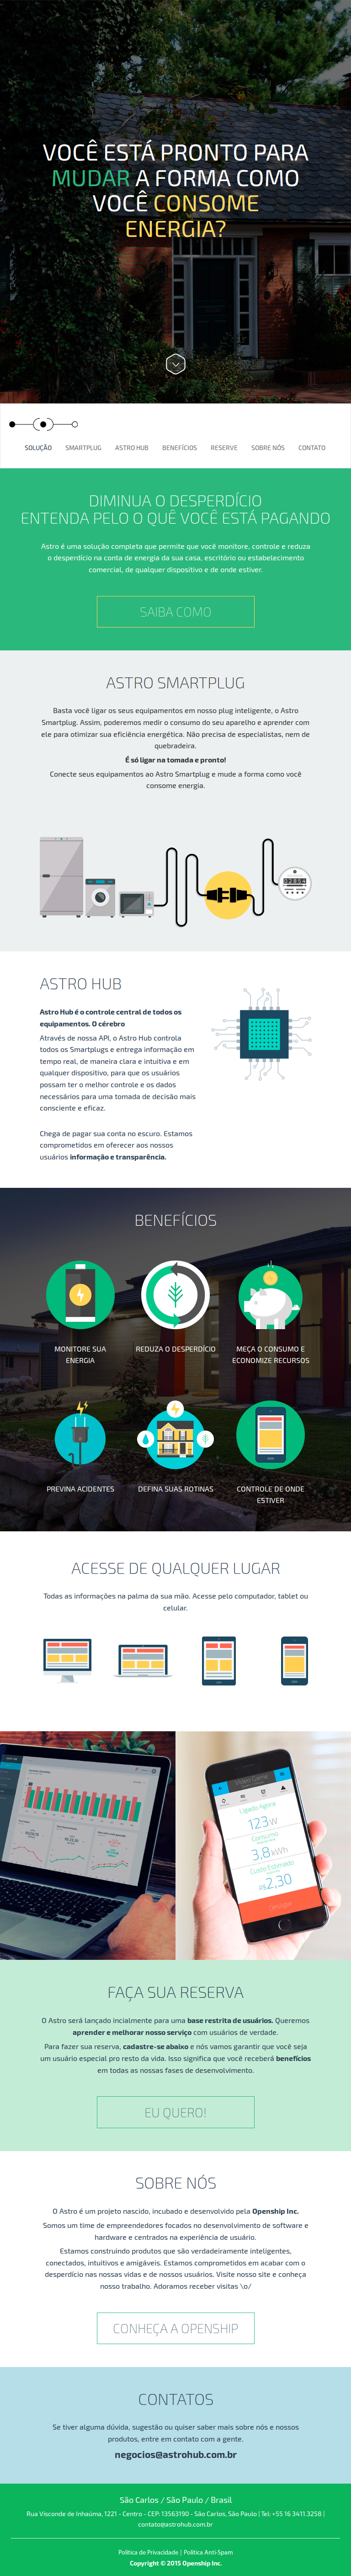 VOCÊ ESTÁ PRONTO PARA
MUDAR A FORMA COMO
VOCÊ CONSOME
ENERGIA?
SOLUÇÃO SMARTPLUG ASTRO HUB BENEFÍCIOS RESERVE SOBRE NÓS CONTATO
DIMINUA O DESPERDÍCIO
ENTENDA PELO O QUÊ VOCÊ ESTÁ PAGANDO
Astro é uma solução completa que permite que você monitore, controle e reduza
o desperdício na conta de energia da sua casa, escritório ou estabelecimento
comercial, de qualquer dispositivo e de onde estiver.
SAIBA COMO
ASTRO SMARTPLUG
Basta você ligar os seus equipamentos em nosso plug inteligente, o Astro
Smartplug. Assim, poderemos medir o consumo do seu aparelho e aprender com
ele para otimizar sua eficiência energética. Não precisa de especialistas, nem de
quebradeira.
É só ligar na tomada e pronto!
Conecte seus equipamentos ao Astro Smartplug e mude a forma como você
consome energia.
ASTRO HUB
Astro Hub é o controle central de todos os
equipamentos. O cérebro
Através de nossa API, o Astro Hub controla
todos os Smartplugs e entrega informação em
tempo real, de maneira clara e intuitiva e em
qualquer dispositivo, para que os usuários
possam ter o melhor controle e os dados
necessários para uma tomada de decisão mais
consciente e eficaz.
Chega de pagar sua conta no escuro. Estamos
comprometidos em oferecer aos nossos
usuários informação e transparência.
BENEFÍCIOS
MONITORE SUA
ENERGIA
REDUZA O DESPERDÍCIO
MEÇA O CONSUMO E
ECONOMIZE RECURSOS
PREVINA ACIDENTES
DEFINA SUAS ROTINAS
CONTROLE DE ONDE
ESTIVER
ACESSE DE QUALQUER LUGAR
Todas as informações na palma da sua mão. Acesse pelo computador, tablet ou
celular.
Ligado Agora
123W
Consumo
3,8kWh
Custo Estimado
R$2,30
Desligar
FAÇA SUA RESERVA
O Astro será lançado incialmente para uma base restrita de usuários. Queremos
aprender e melhorar nosso serviço com usuários de verdade.
Para fazer sua reserva, cadastre-se abaixo e nós vamos garantir que você seja
um usuário especial pro resto da vida. Isso significa que você receberá benefícios
em todas as nossas fases de desenvolvimento.
EU QUERO!
SOBRE NÓS
O Astro é um projeto nascido, incubado e desenvolvido pela Openship Inc.
Somos um time de empreendedores focados no desenvolvimento de software e
hardware e centrados na experiência de usuário.
Estamos construindo produtos que são verdadeiramente inteligentes,
conectados, intuitivos e amigáveis. Estamos comprometidos em acabar com o
desperdício nas nossas vidas e de nossos usuários. Visite nosso site e conheça
nosso trabalho. Adoramos receber visitas \o/
CONHEÇA A OPENSHIP
CONTATOS
Se tiver alguma dúvida, sugestão ou quiser saber mais sobre nós e nossos
produtos, entre em contato com a gente.
negocios@astrohub.com.br
São Carlos / São Paulo / Brasil
Rua Visconde de Inhaúma, 1221 - Centro - CEP: 13563190 - São Carlos, São Paulo | Tel: +55 16 3411.3258 |
contato@astrohub.com.br
Política de Privacidade | Política Anti-Spam
Copyright © 2015 Openship Inc.